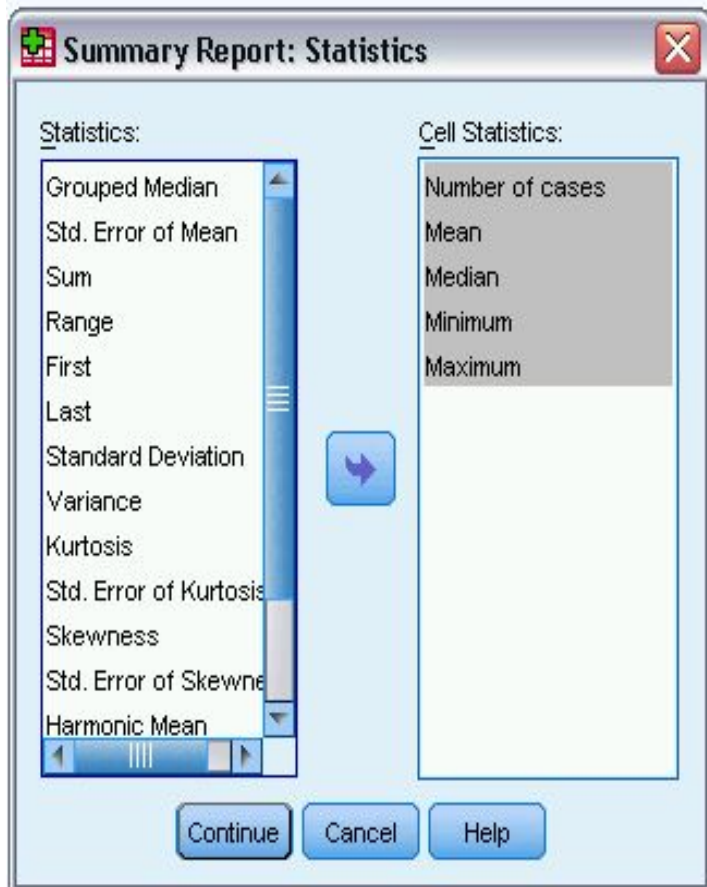 Summary Report: Statistics
Statistics:
Grouped Median
Std. Error of Mean
Sum
Range
First
Last
Standard Deviation
Variance
Kurtosis
Std. Error of Kurtosis
Skewness
Std. Error of Skewne
Harmonic Mean
Cell Statistics:
Number of cases
Mean
Median
Minimum
Maximum
Continue
Cancel
Help